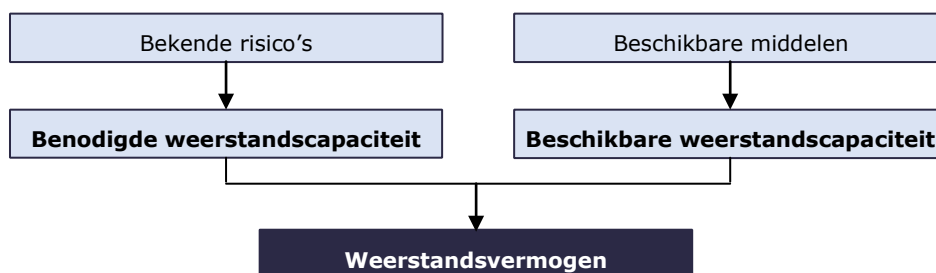 Bekende risico’s
Beschikbare middelen
Benodigde weerstandscapaciteit
Beschikbare weerstandscapaciteit
Weerstandsvermogen